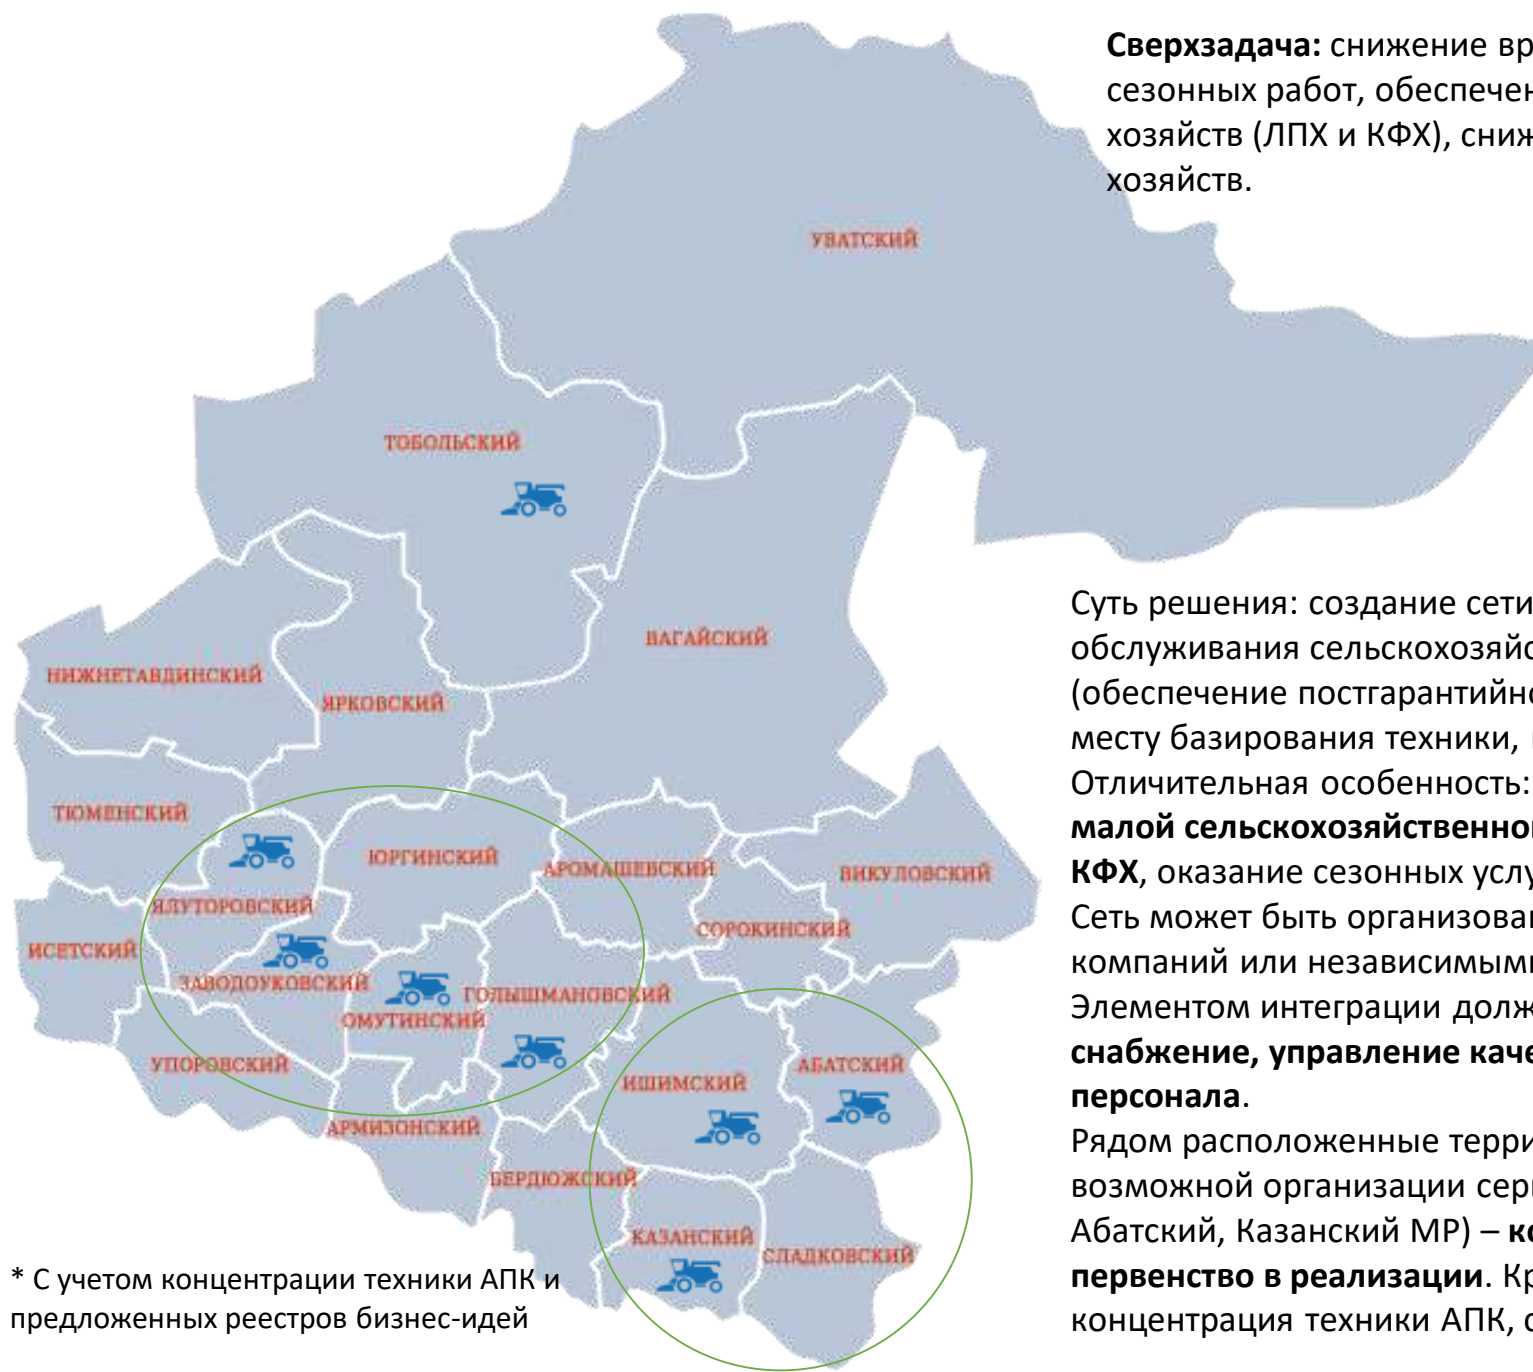 Сверхзадача: снижение вр
сезонных работ, обеспечен
хозяйств (ЛПХ и КФХ), сниж
хозяйств.
УВАТСКИЙ
ТОБОЛЬСКИЙ
ВАГАЙСКИЙ
НИЖНЕТАВДИНСКИЙ
ЯРКОВСКИЙ
ТЮМЕНСКИЙ
ЮРГИНСКИЙ
АРОМАШЕВСКИЙ
ВИКУЛОВСКИЙ
ЯЛУТОРОВСКИЙ
СОРОКИНСКИЙ
ИСЕТСКИЙ
ЗАВОДОУКОВСКИЙ
ГОЛЫШМАНОВСКИЙ
ОМУТИНСКИЙ
УПОРОВСКИЙ
ИШИМСКИЙ
АБАТСКИЙ
АРМИЗОНСКИЙ
БЕРДЮЖСКИЙ
КАЗАНСКИЙ
СЛАДКОВСКИЙ
Суть решения: создание сети
обслуживания сельскохозяйс
(обеспечение постгарантийно
месту базирования техники,
Отличительная особенность:
малой сельскохозяйственно
КФХ, оказание сезонных услу
Сеть может быть организова
компаний или независимым
Элементом интеграции долж
снабжение, управление каче
персонала.
Рядом расположенные терри
возможной организации сер
Абатский, Казанский МР) – ко
первенство в реализации. Кр
концентрация техники АПК, с
* С учетом концентрации техники АПК и
предложенных реестров бизнес-идей